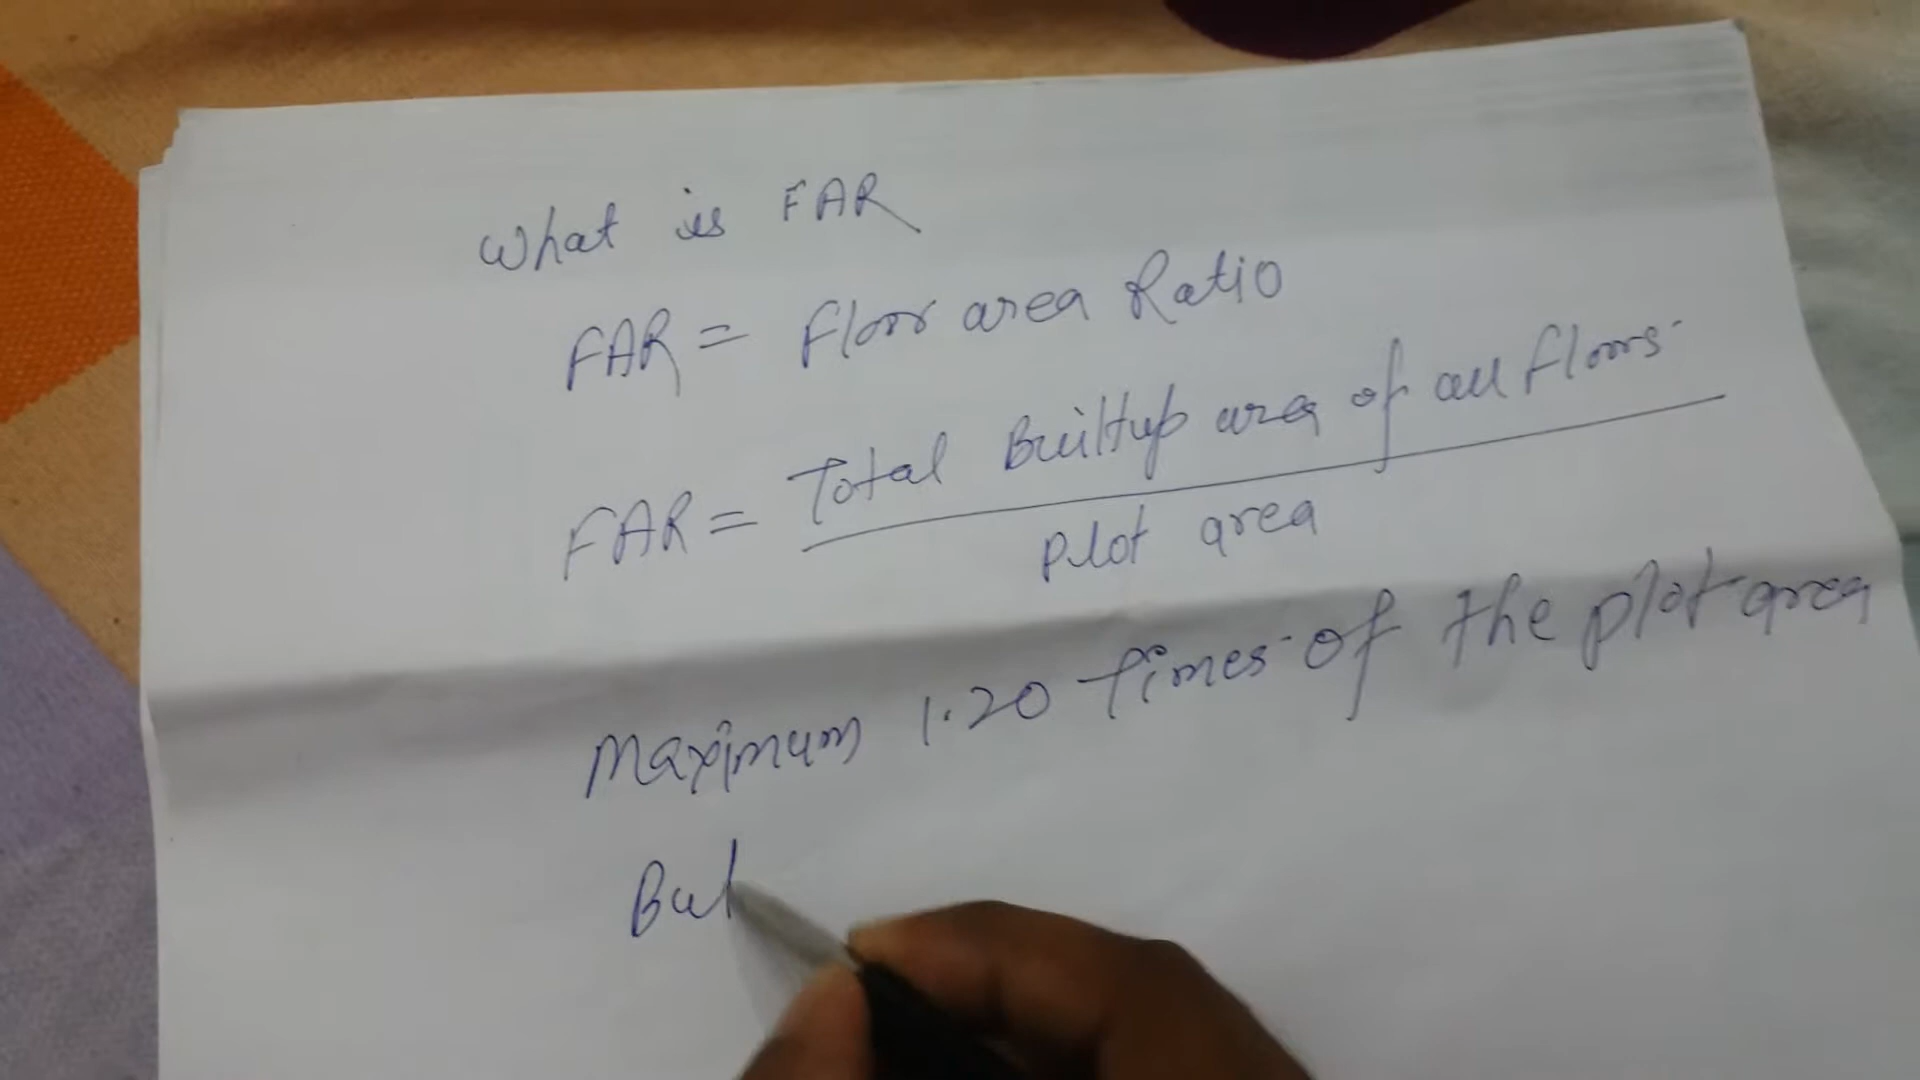 What is FAR
FAR = Floor area Ratio
FAR = Total Builtup area of all floors
Plot area
Maximum 1.20 times of the plot area
But